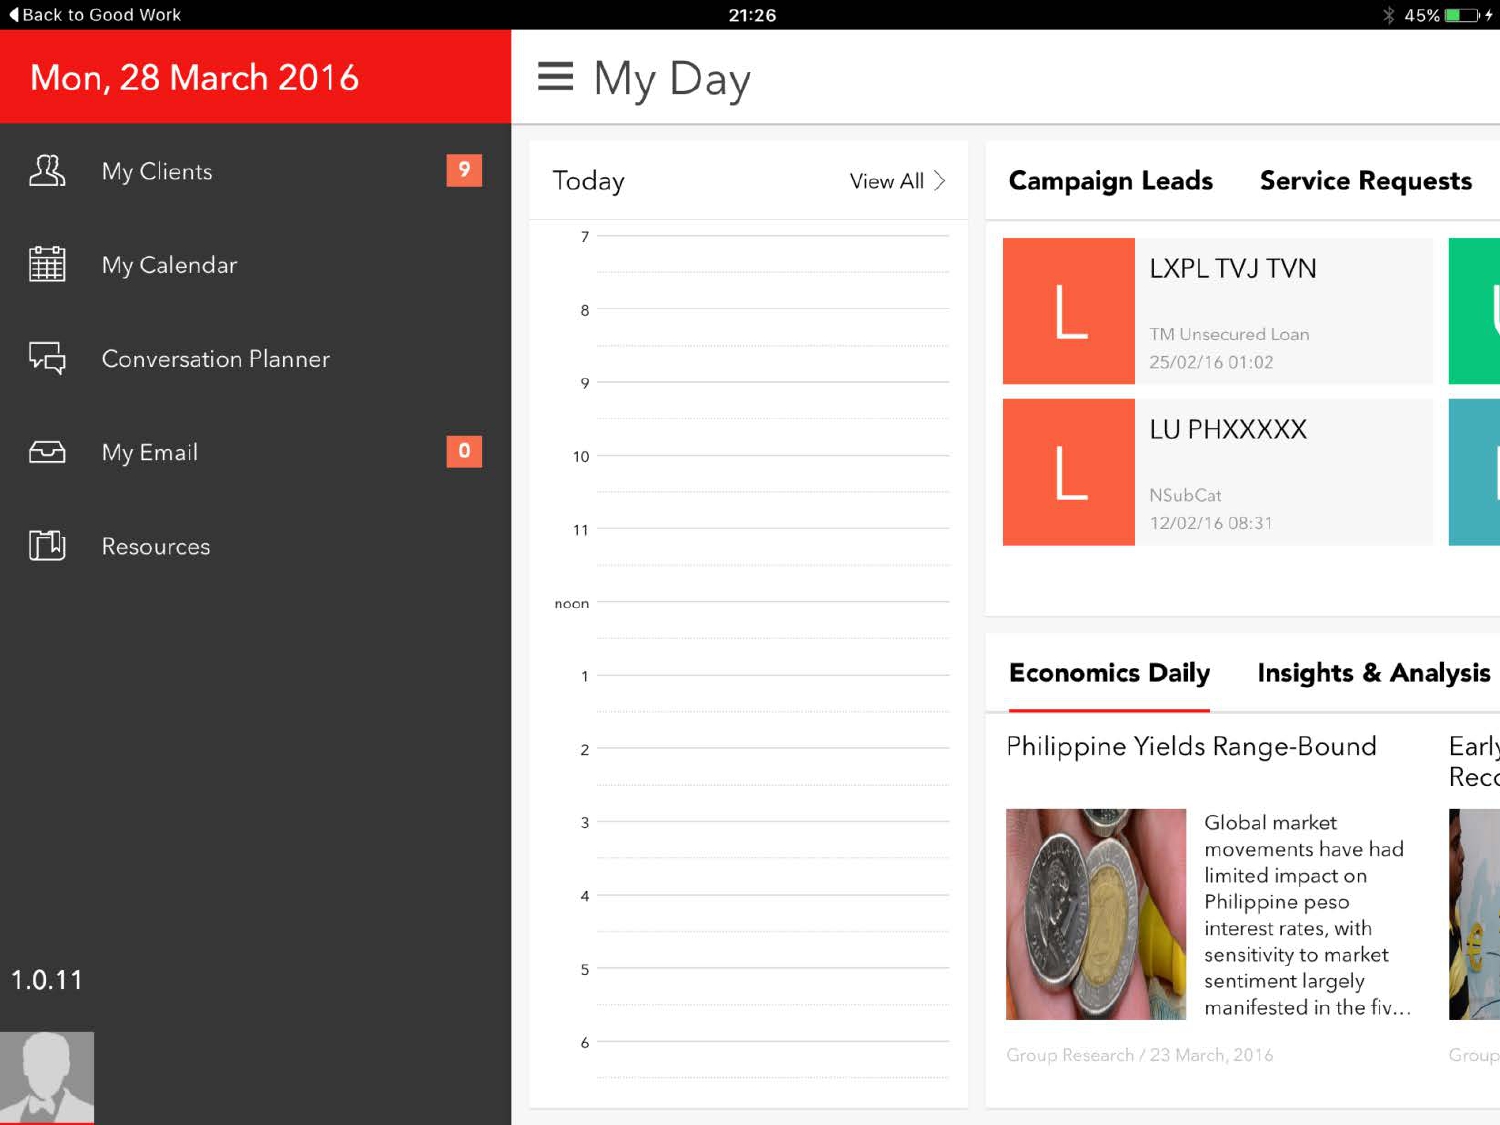 Back to Good Work
21:26
45%
Mon, 28 March 2016
My Clients
9
My Calendar
Conversation Planner
My Email
0
Resources
1.0.11
My Day
Today
View All
7
8
9
10
11
noon
1
2
3
4
5
6
Campaign Leads
Service Requests
L
LXPL TVJ TVN
TM Unsecured Loan
25/02/16 01:02
L
LU PHXXXXX
NSubCat
12/02/16 08:31
Economics Daily
Insights & Analysis
Philippine Yields Range-Bound
Global market
movements have had
limited impact on
Philippine peso
interest rates, with
sensitivity to market
sentiment largely
manifested in the fiv...
Group Research / 23 March, 2016
Early
Reco
Group